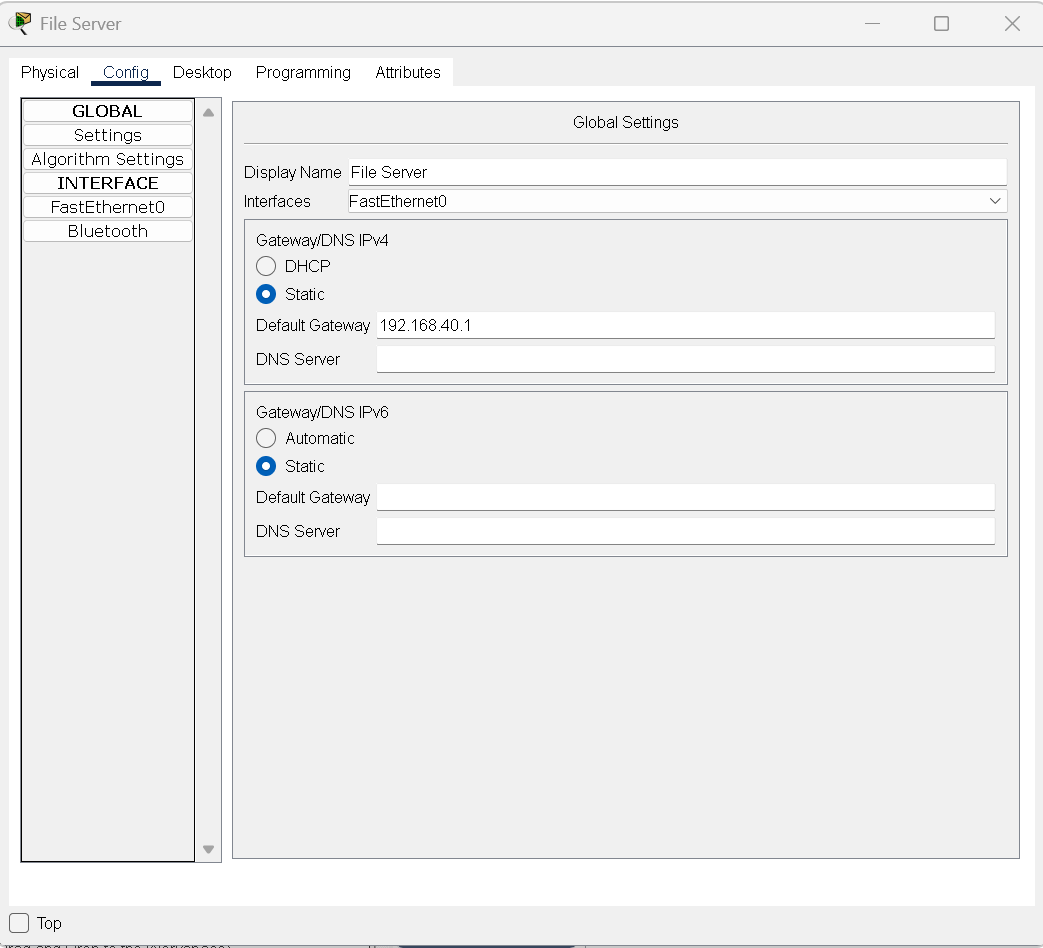 File Server
Physical Config Desktop Programming Attributes
GLOBAL
Settings
Algorithm Settings
INTERFACE
FastEthernet0
Bluetooth
Global Settings
Display Name File Server
Interfaces FastEthernet0
Gateway/DNS IPv4
DHCP
Static
Default Gateway 192.168.40.1
DNS Server
Gateway/DNS IPv6
Automatic
Static
Default Gateway
DNS Server
Top